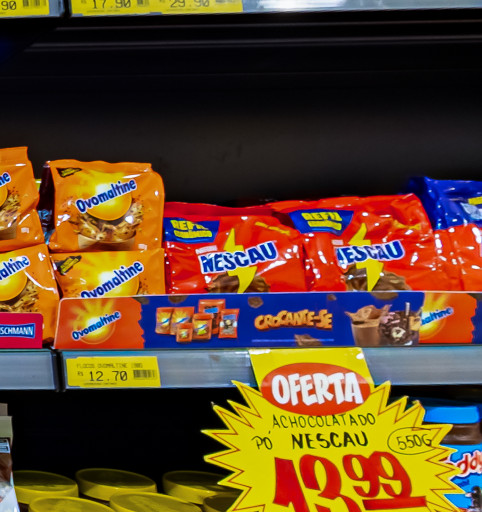 .90
17.90
29.90
Ovomaltine
REFIL
NESCAU
REFIL
NESCAU
Ovomaltine
Ovomaltine
SCHMANN
Ovomaltine
CROCANTE-SE
R$ 12.70
OFERTA
ACHOCOLATADO
PÓ NESCAU 550G
13,99